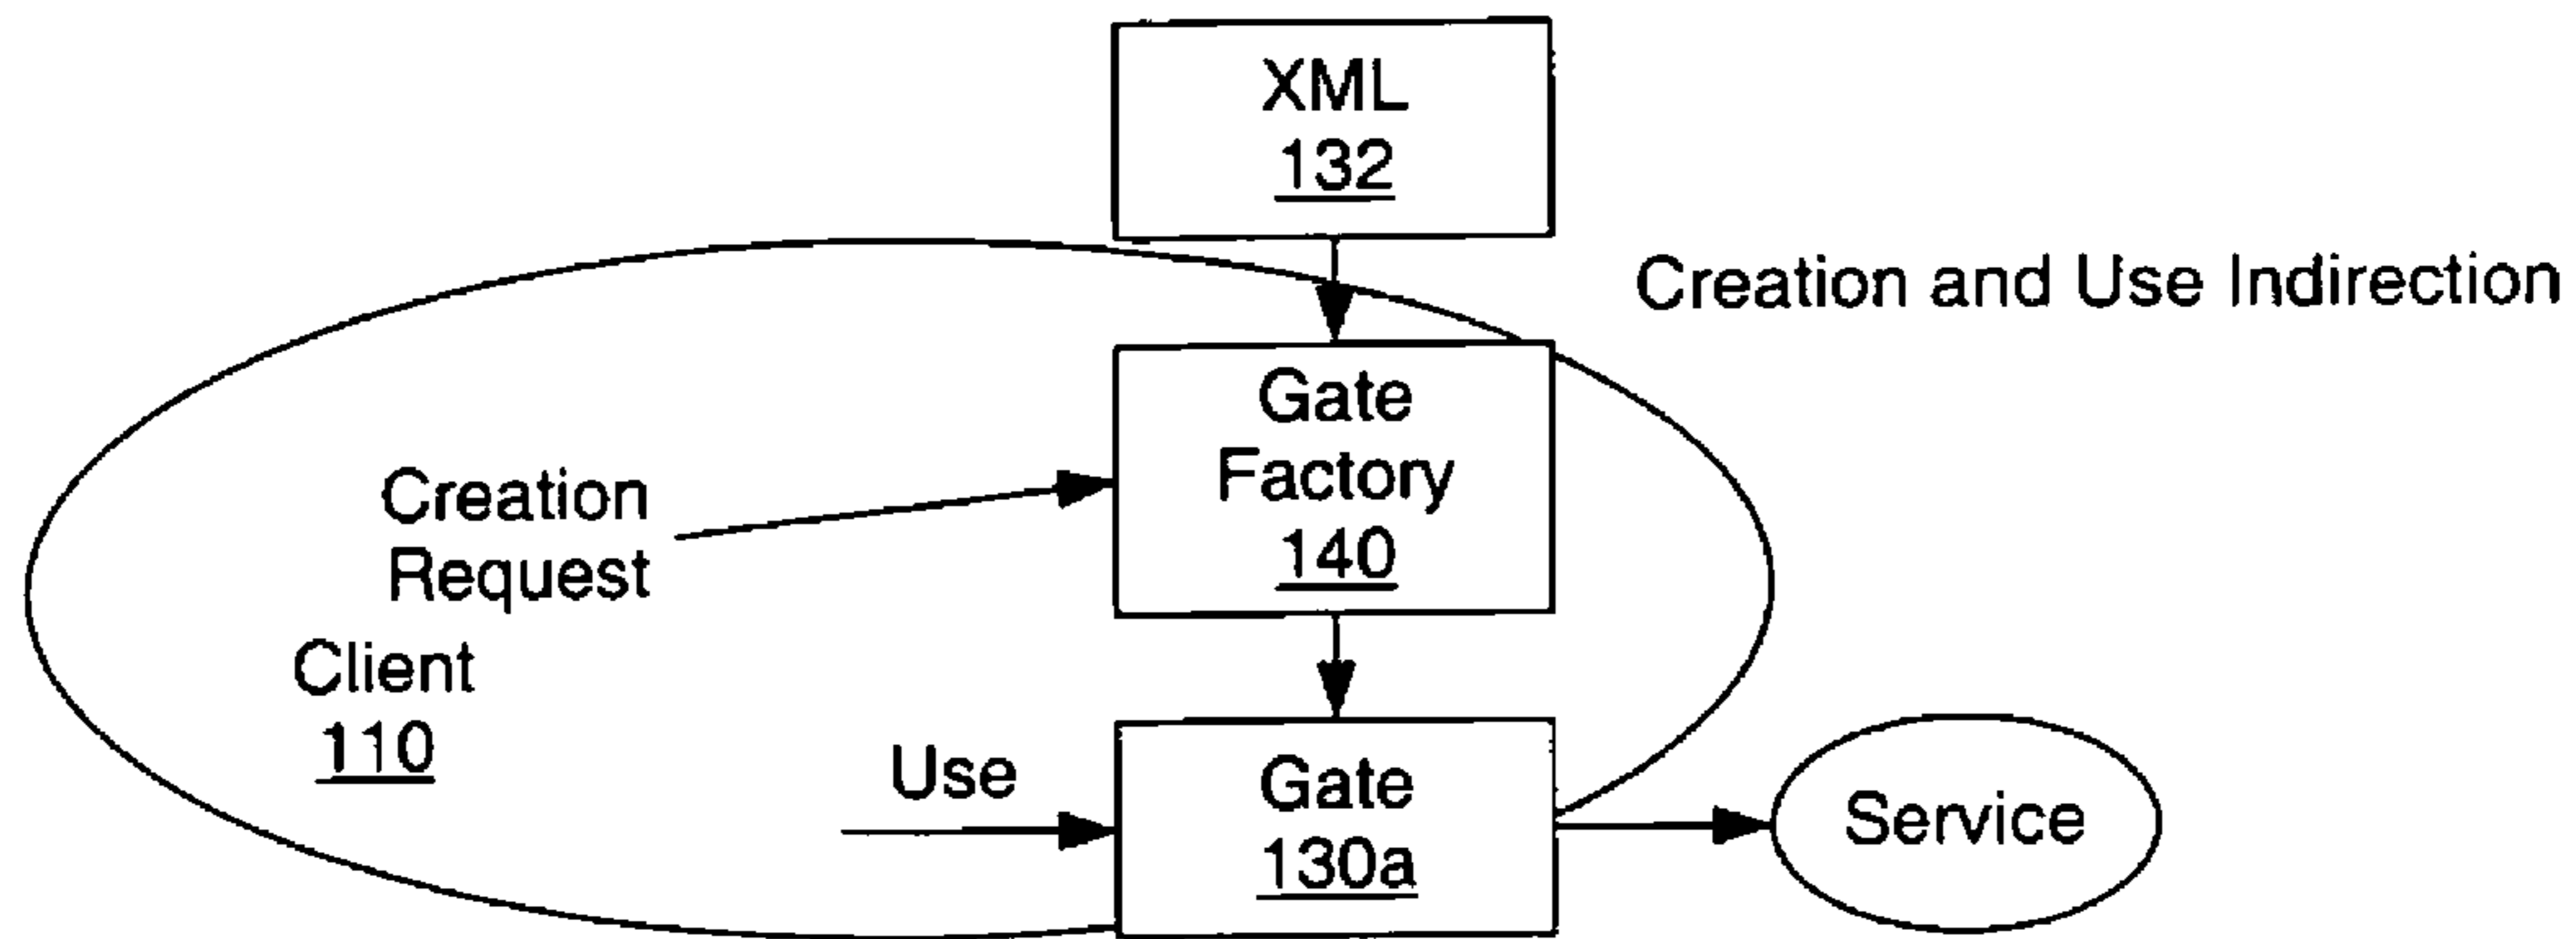 XML
132
Creation and Use Indirection
Gate
Factory
140
Creation
Request
Client
110
Use
Gate
130a
Service